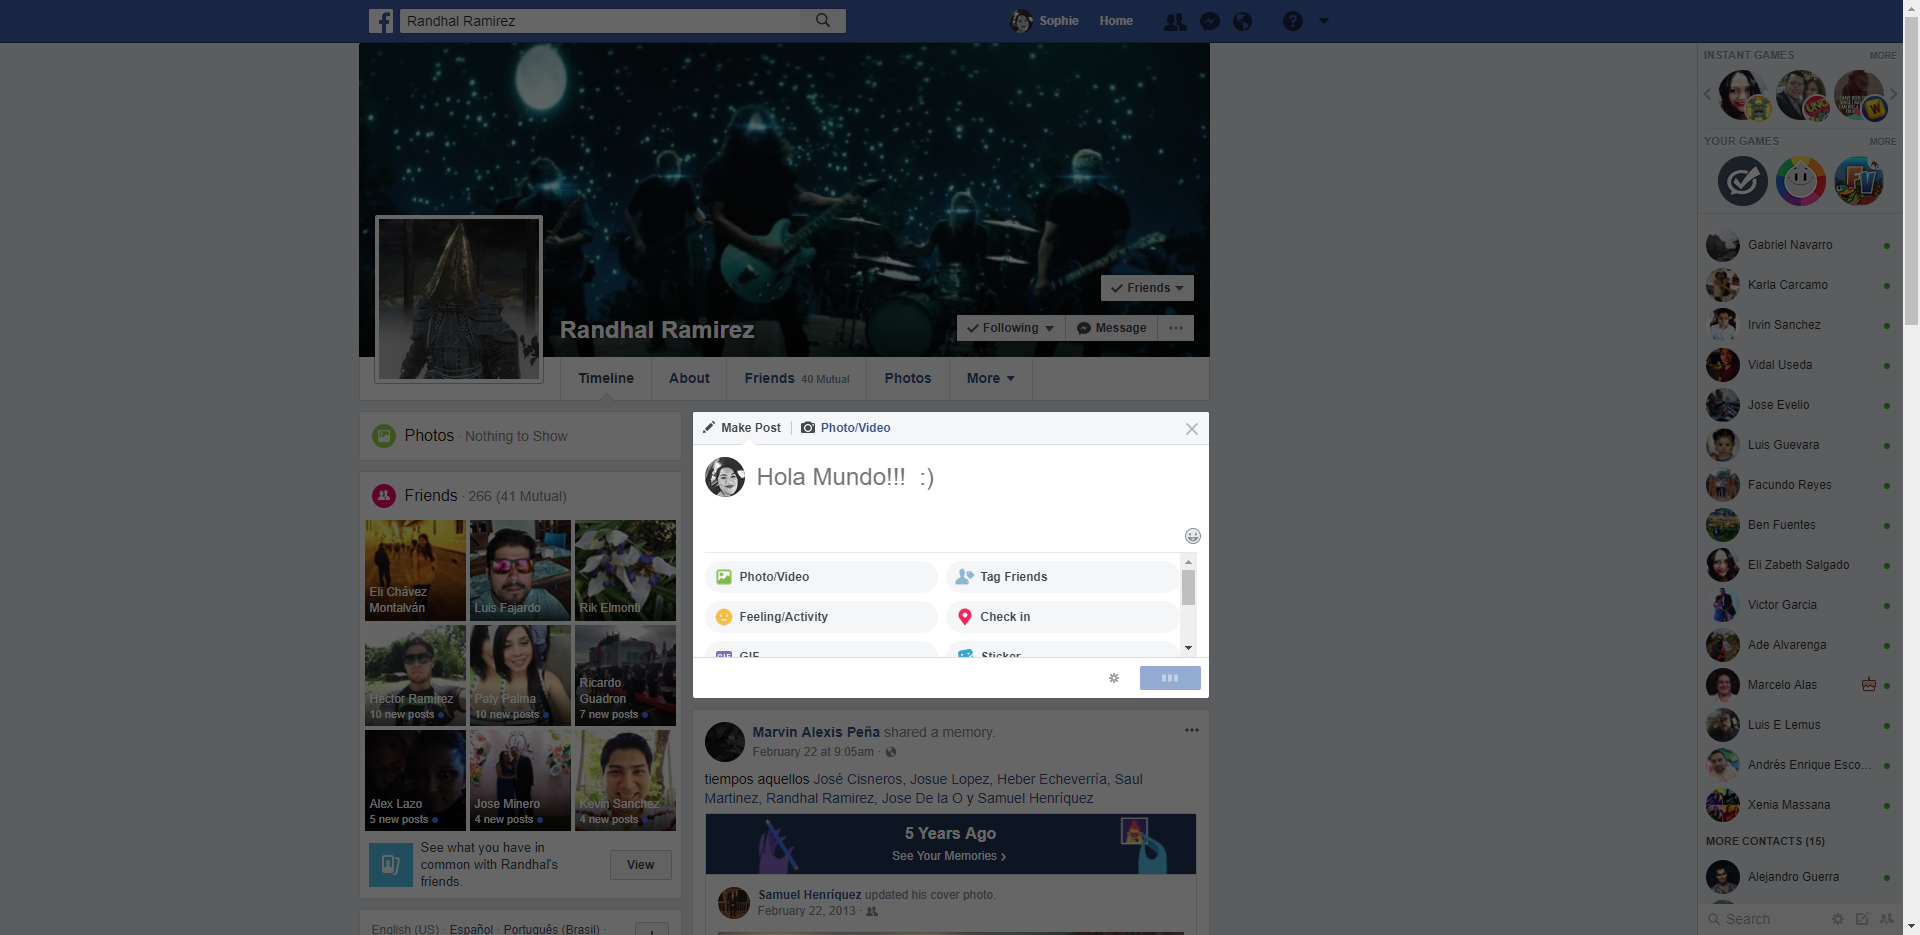 Randhal Ramirez
Sophie
Home
INSTANT GAMES
MORE
YOUR GAMES
MORE
Friends
Randhal Ramirez
Following
Message
Timeline
About
Friends 40 Mutual
Photos
More
Photos · Nothing to Show
Friends · 266 (41 Mutual)
Eli Chávez
Montalván
Luis Fajardo
Rik Elmonti
Héctor Ramírez
10 new posts
Paty Palma
10 new posts
Ricardo
Guadron
7 new posts
Alex Lazo
5 new posts
Jose Minero
4 new posts
Kevin Sanchez
4 new posts
See what you have in
common with Randhal's
friends.
View
English (US) · Español · Português (Brasil) ·
Make Post
Photo/Video
Hola Mundo!!! :)
Photo/Video
Tag Friends
Feeling/Activity
Check in
GIF
Sticker
Marvin Alexis Peña shared a memory.
February 22 at 9:05am ·
tiempos aquellos José Cisneros, Josue Lopez, Heber Echeverría, Saul
Martinez, Randhal Ramirez, Jose De la O y Samuel Henríquez
5 Years Ago
See Your Memories ›
Samuel Henríquez updated his cover photo.
February 22, 2013 ·
Gabriel Navarro
Karla Carcamo
Irvin Sanchez
Vidal Useda
Jose Evelio
Luis Guevara
Facundo Reyes
Ben Fuentes
Eli Zabeth Salgado
Victor Garcia
Ade Alvarenga
Marcelo Alas
Luis E Lemus
Andrés Enrique Esco...
Xenia Massana
MORE CONTACTS (15)
Alejandro Guerra
Search